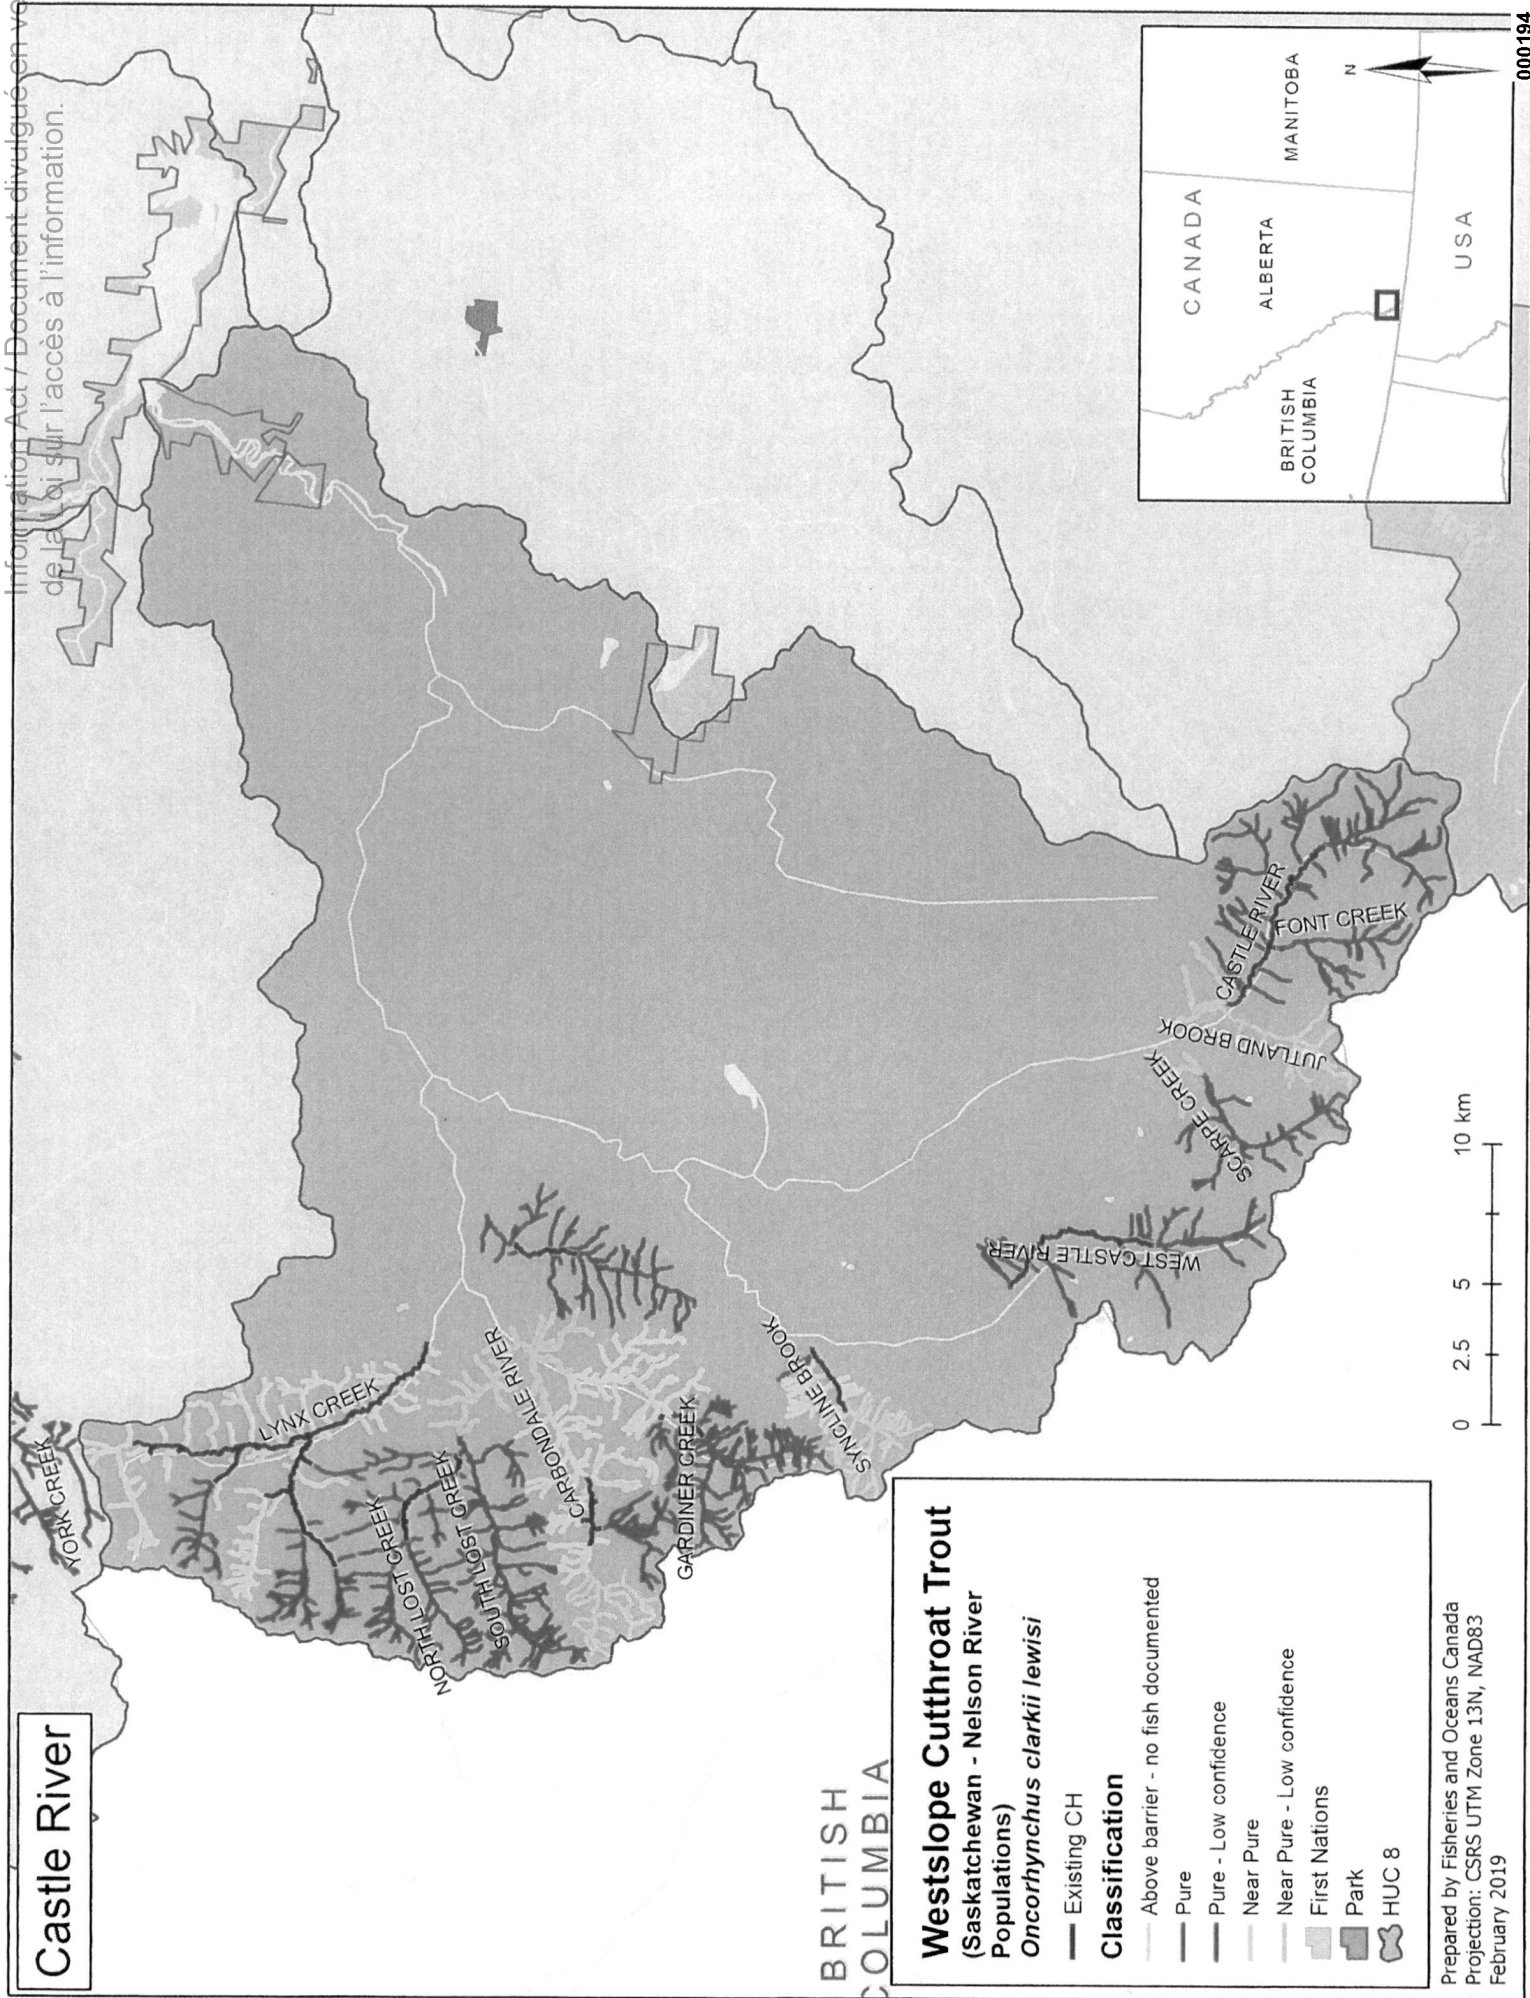 Information Act / Document divulgué en v
de la Loi sur l'accès à l'information.
000194
Castle River
YORK CREEK
LYNX CREEK
NORTH LOST CREEK
SOUTH LOST CREEK
CARBONDALE RIVER
GARDINER CREEK
SYNCLINE BROOK
WEST CASTLE RIVER
SCARPE CREEK
JUTLAND BROOK
CASTLE RIVER
FONT CREEK
BRITISH
COLUMBIA
Westslope Cutthroat Trout
(Saskatchewan - Nelson River
Populations)
Oncorhynchus clarkii lewisi
Existing CH
Classification
Above barrier - no fish documented
Pure
Pure - Low confidence
Near Pure
Near Pure - Low confidence
First Nations
Park
HUC 8
0 2.5 5 10 km
Prepared by Fisheries and Oceans Canada
Projection: CSRS UTM Zone 13N, NAD83
February 2019
CANADA
BRITISH
COLUMBIA
ALBERTA
MANITOBA
USA
N